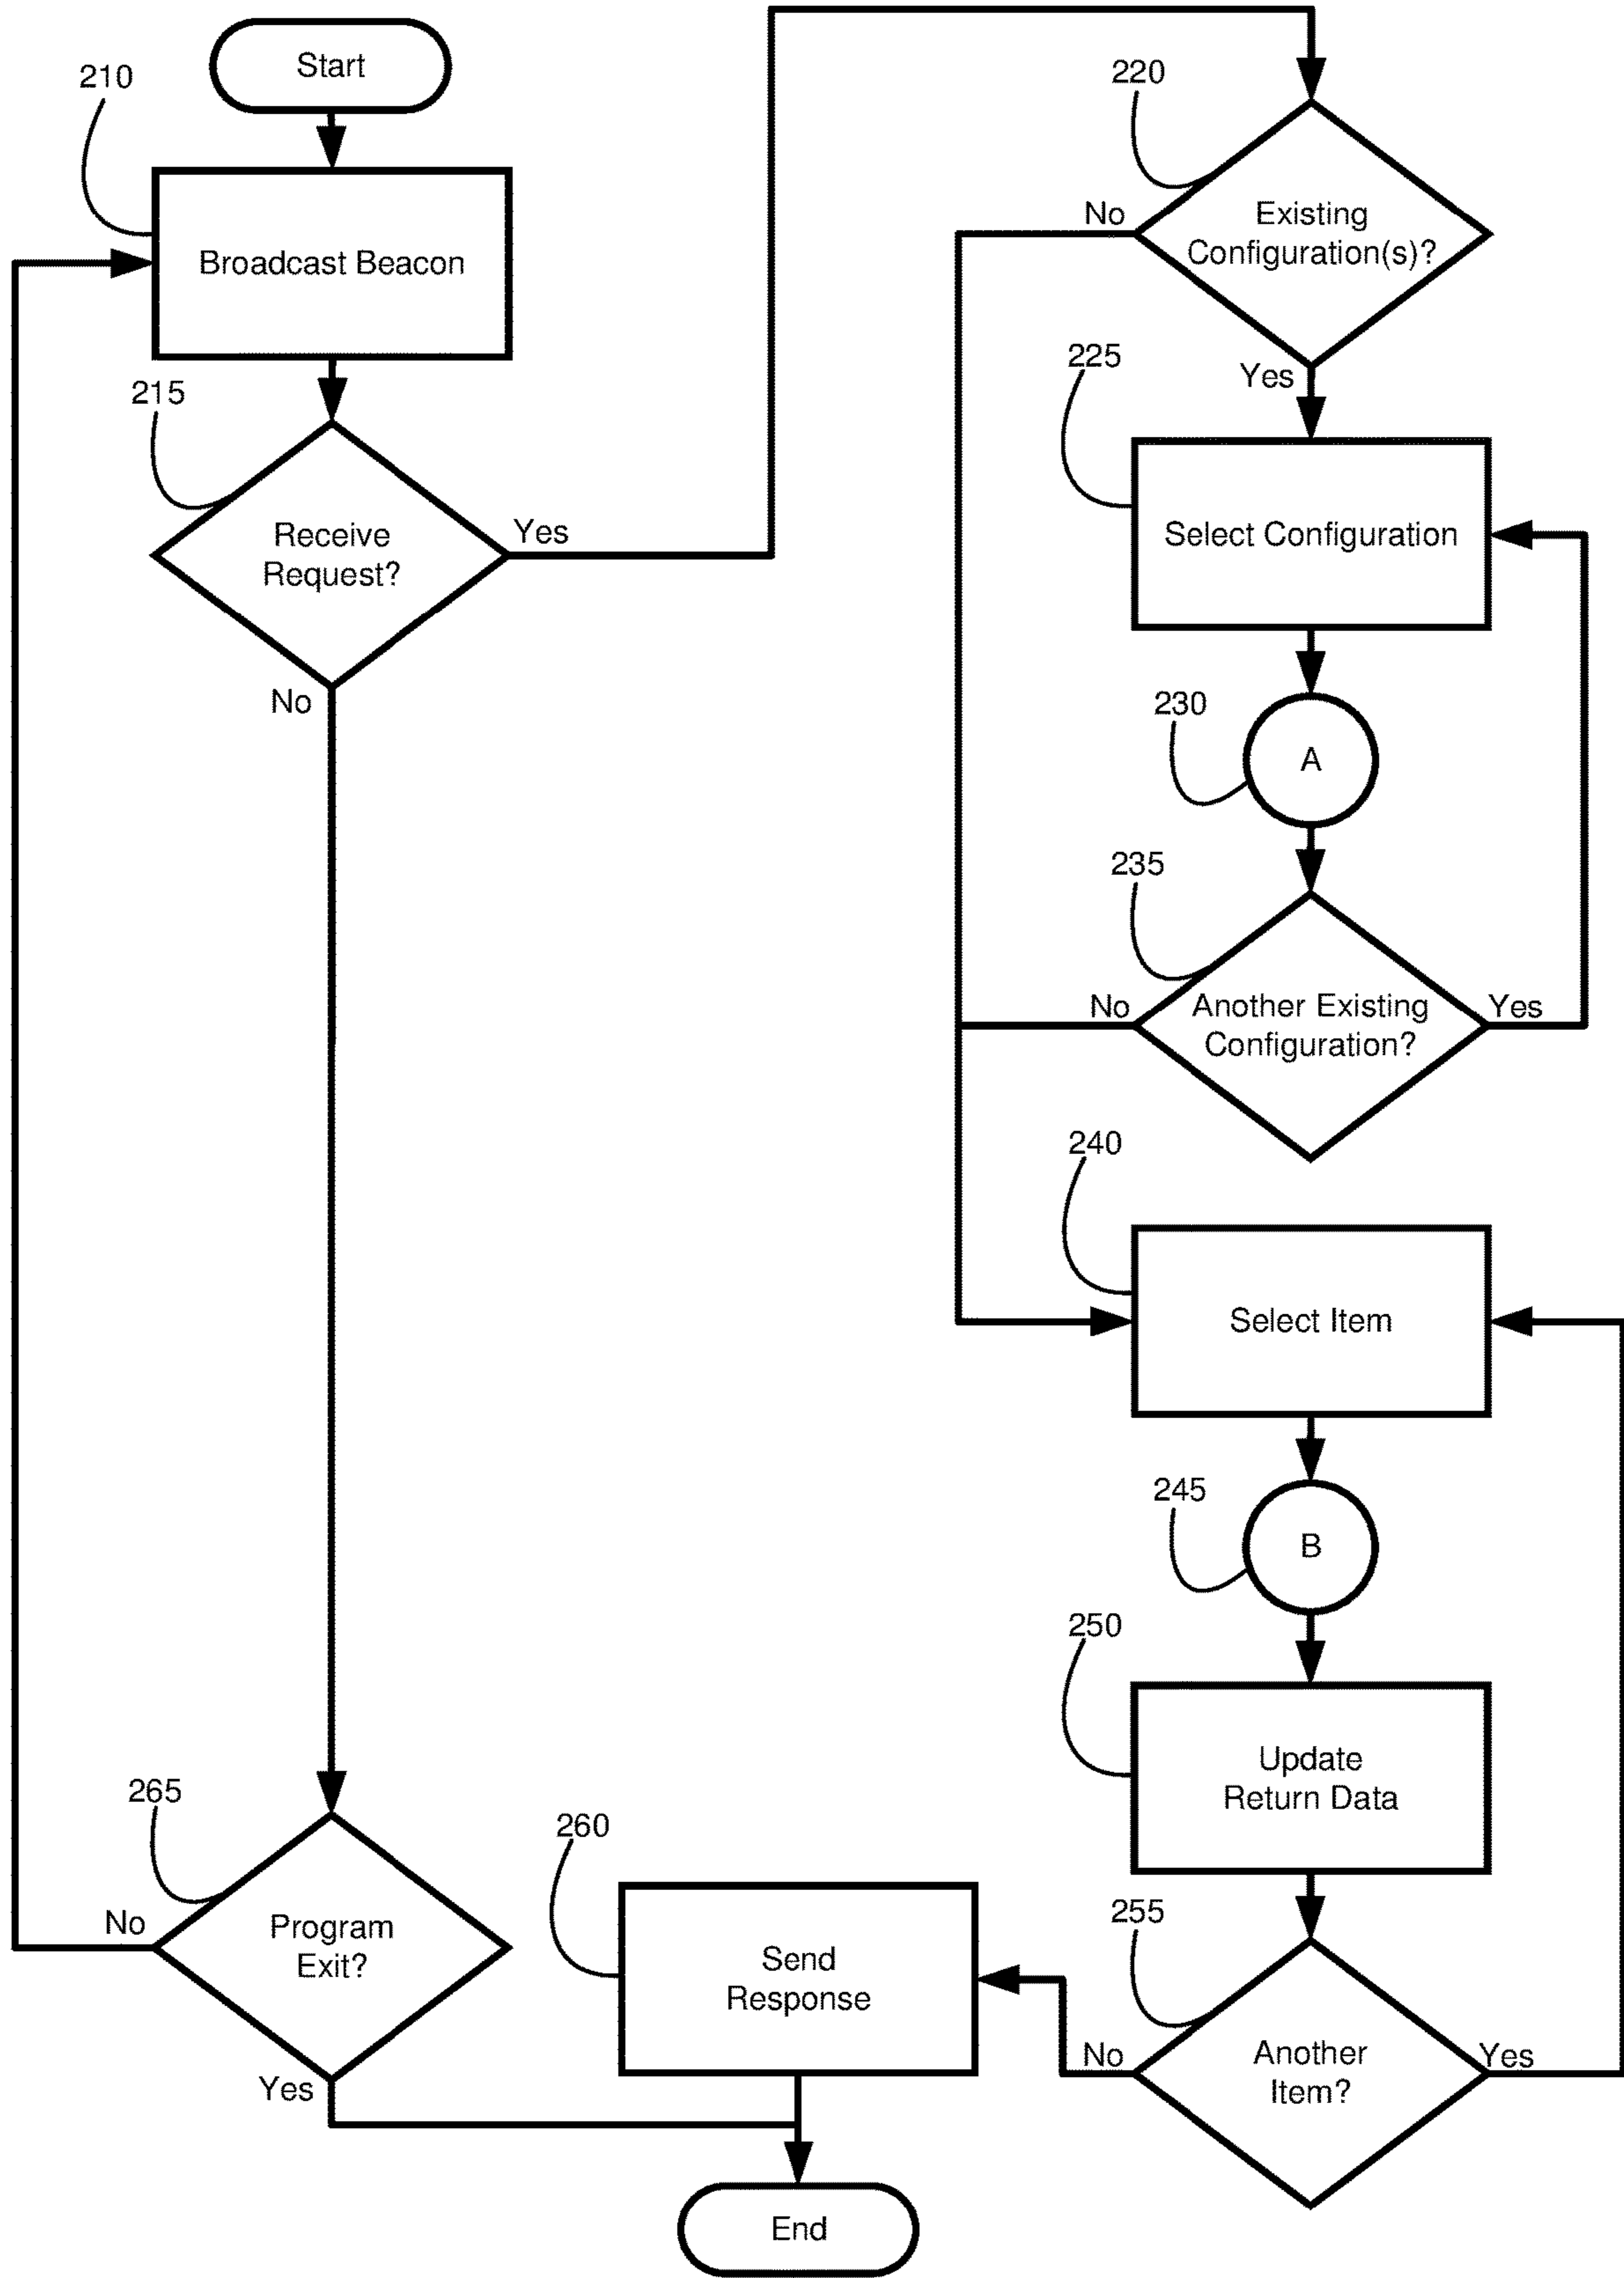 Start
210
Broadcast Beacon
215
Receive
Request?
Yes
No
220
Existing
Configuration(s)?
No
Yes
225
Select Configuration
230
A
235
Another Existing
Configuration?
No
Yes
240
Select Item
245
B
250
Update
Return Data
255
Another
Item?
No
Yes
260
Send
Response
265
Program
Exit?
No
Yes
End